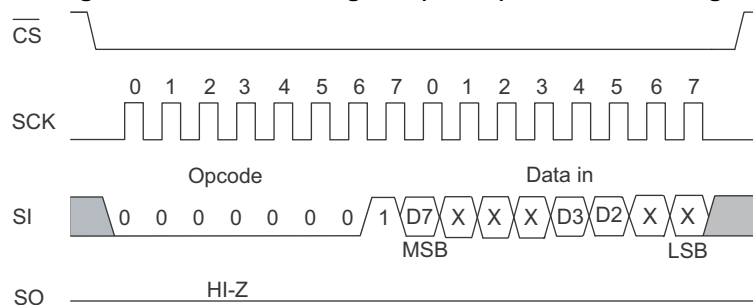 CS
0 1 2 3 4 5 6 7 0 1 2 3 4 5 6 7
SCK
Opcode Data in
SI 0 0 0 0 0 0 0 1 D7 X X X D3 D2 X X
MSB LSB
HI-Z
SO